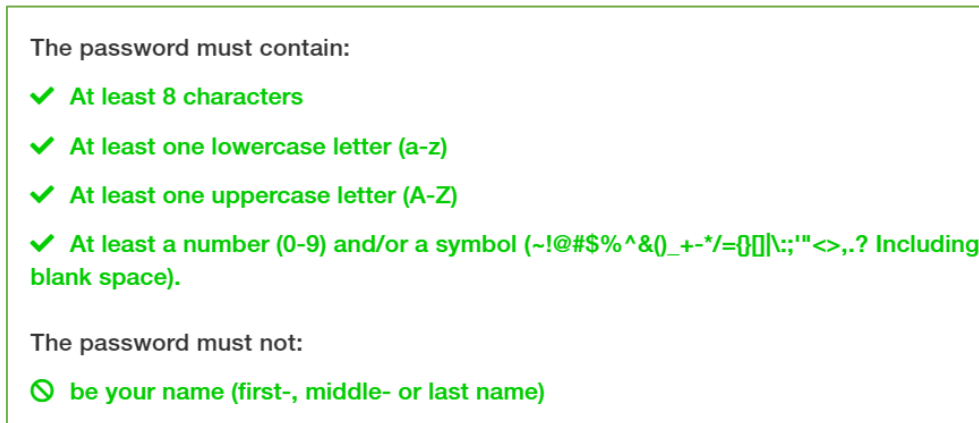 The password must contain:
At least 8 characters
At least one lowercase letter (a-z)
At least one uppercase letter (A-Z)
At least a number (0-9) and/or a symbol (~!@#$%^&()_+-*/={}[]|\:;'"<>,.? Including
blank space).
The password must not:
be your name (first-, middle- or last name)